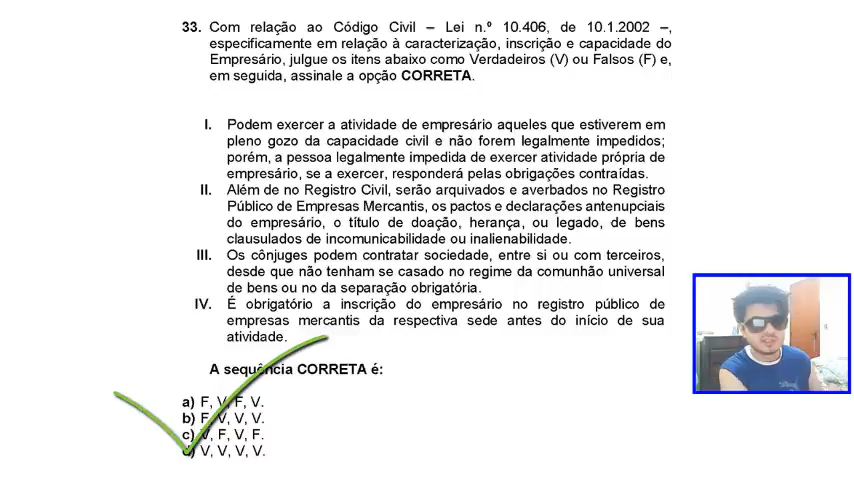 33. Com relação ao Código Civil – Lei n.º 10.406, de 10.1.2002 –,
especificamente em relação à caracterização, inscrição e capacidade do
Empresário, julgue os itens abaixo como Verdadeiros (V) ou Falsos (F) e,
em seguida, assinale a opção CORRETA.
I. Podem exercer a atividade de empresário aqueles que estiverem em
pleno gozo da capacidade civil e não forem legalmente impedidos;
porém, a pessoa legalmente impedida de exercer atividade própria de
empresário, se a exercer, responderá pelas obrigações contraídas.
II. Além de no Registro Civil, serão arquivados e averbados no Registro
Público de Empresas Mercantis, os pactos e declarações antenupciais
do empresário, o título de doação, herança, ou legado, de bens
clausulados de incomunicabilidade ou inalienabilidade.
III. Os cônjuges podem contratar sociedade, entre si ou com terceiros,
desde que não tenham se casado no regime da comunhão universal
de bens ou no da separação obrigatória.
IV. É obrigatório a inscrição do empresário no registro público de
empresas mercantis da respectiva sede antes do início de sua
atividade.
A sequência CORRETA é:
a) F, V, F, V.
b) F, V, V, V.
c) V, F, V, F.
d) V, V, V, V.